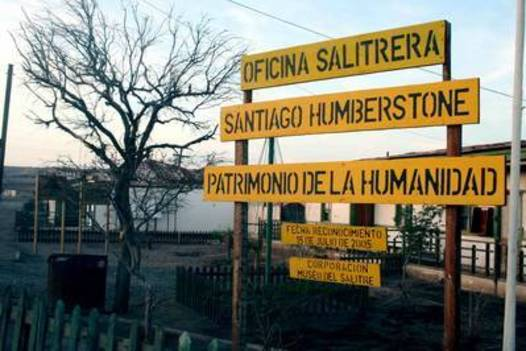 OFICINA SALITRERA
SANTIAGO HUMBERSTONE
PATRIMONIO DE LA HUMANIDAD
FECHA RECONOCIMIENTO
15 DE JULIO DE 2005
CORPORACION
MUSEO DEL SALITRE